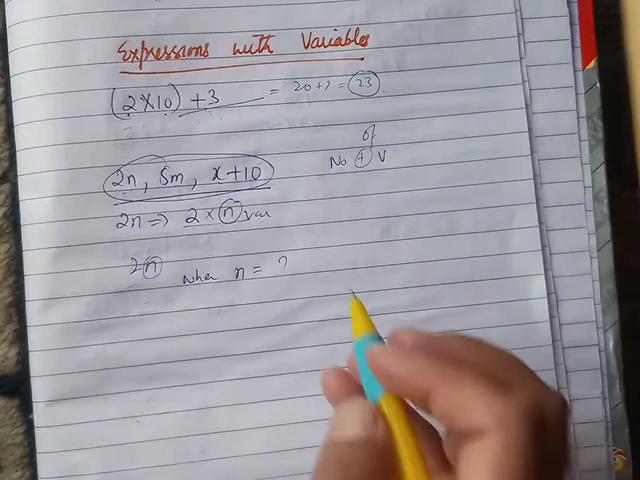 Expressions with Variables
(2×10) +3 = 20+3 = 23
of
2n, 5m, x+10 No + V
2n => 2 × n var
2n when n = ?